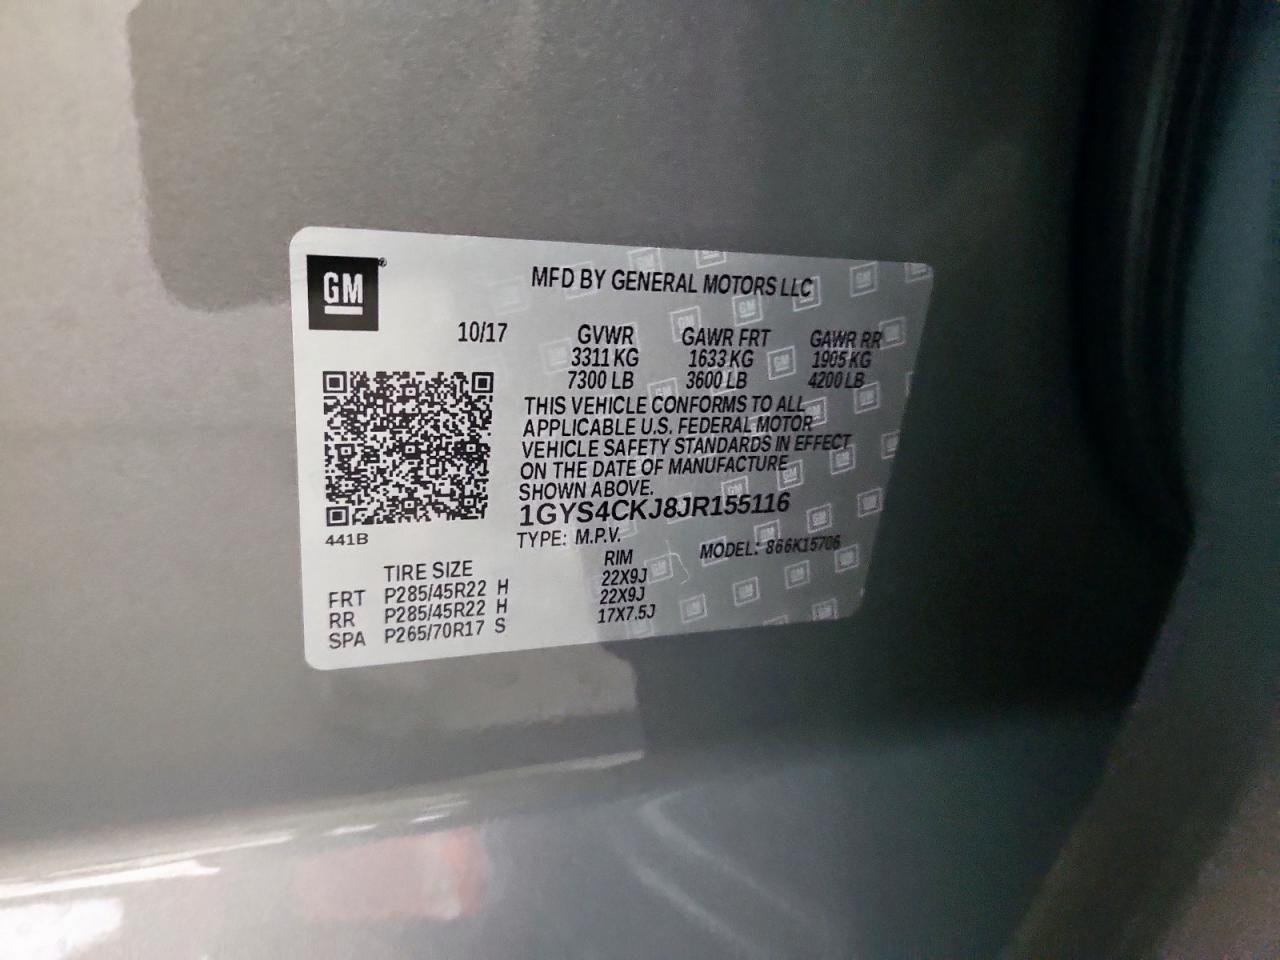 GM®
MFD BY GENERAL MOTORS LLC
10/17 GVWR GAWR FRT GAWR RR
3311 KG 1633 KG 1905 KG
7300 LB 3600 LB 4200 LB
THIS VEHICLE CONFORMS TO ALL
APPLICABLE U.S. FEDERAL MOTOR
VEHICLE SAFETY STANDARDS IN EFFECT
ON THE DATE OF MANUFACTURE
SHOWN ABOVE.
1GYS4CKJ8JR155116
441B
TYPE: M.P.V. MODEL: 866K15706
TIRE SIZE RIM
FRT P285/45R22 H 22X9J
RR P285/45R22 H 22X9J
SPA P265/70R17 S 17X7.5J